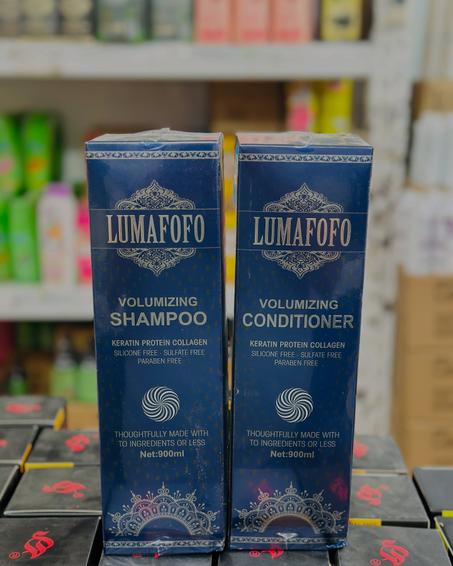 LUMAFOFO
VOLUMIZING
SHAMPOO
KERATIN PROTEIN COLLAGEN
SILICONE FREE - SULFATE FREE
PARABEN FREE
THOUGHTFULLY MADE WITH
TO INGREDIENTS OR LESS
Net:900ml
LUMAFOFO
VOLUMIZING
CONDITIONER
KERATIN PROTEIN COLLAGEN
SILICONE FREE - SULFATE FREE
PARABEN FREE
THOUGHTFULLY MADE WITH
TO INGREDIENTS OR LESS
Net:900ml